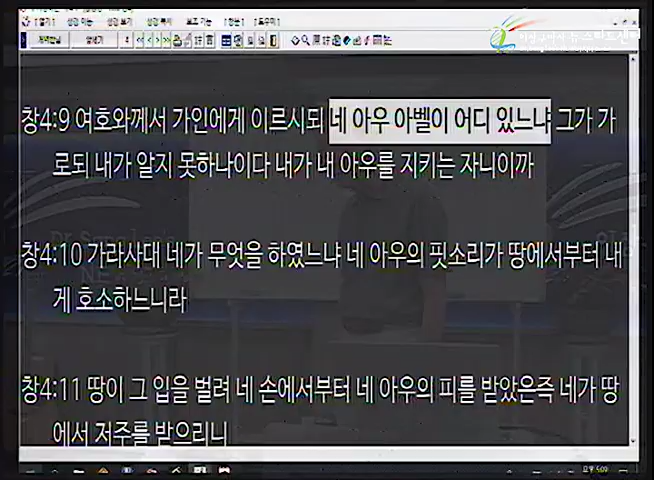 창4:9 여호와께서 가인에게 이르시되 네 아우 아벨이 어디 있느냐 그가 가
로되 내가 알지 못하나이다 내가 내 아우를 지키는 자니이까
창4:10 가라사대 네가 무엇을 하였느냐 네 아우의 핏소리가 땅에서부터 내
게 호소하느니라
창4:11 땅이 그 입을 벌려 네 손에서부터 네 아우의 피를 받았은즉 네가 땅
에서 저주를 받으리니